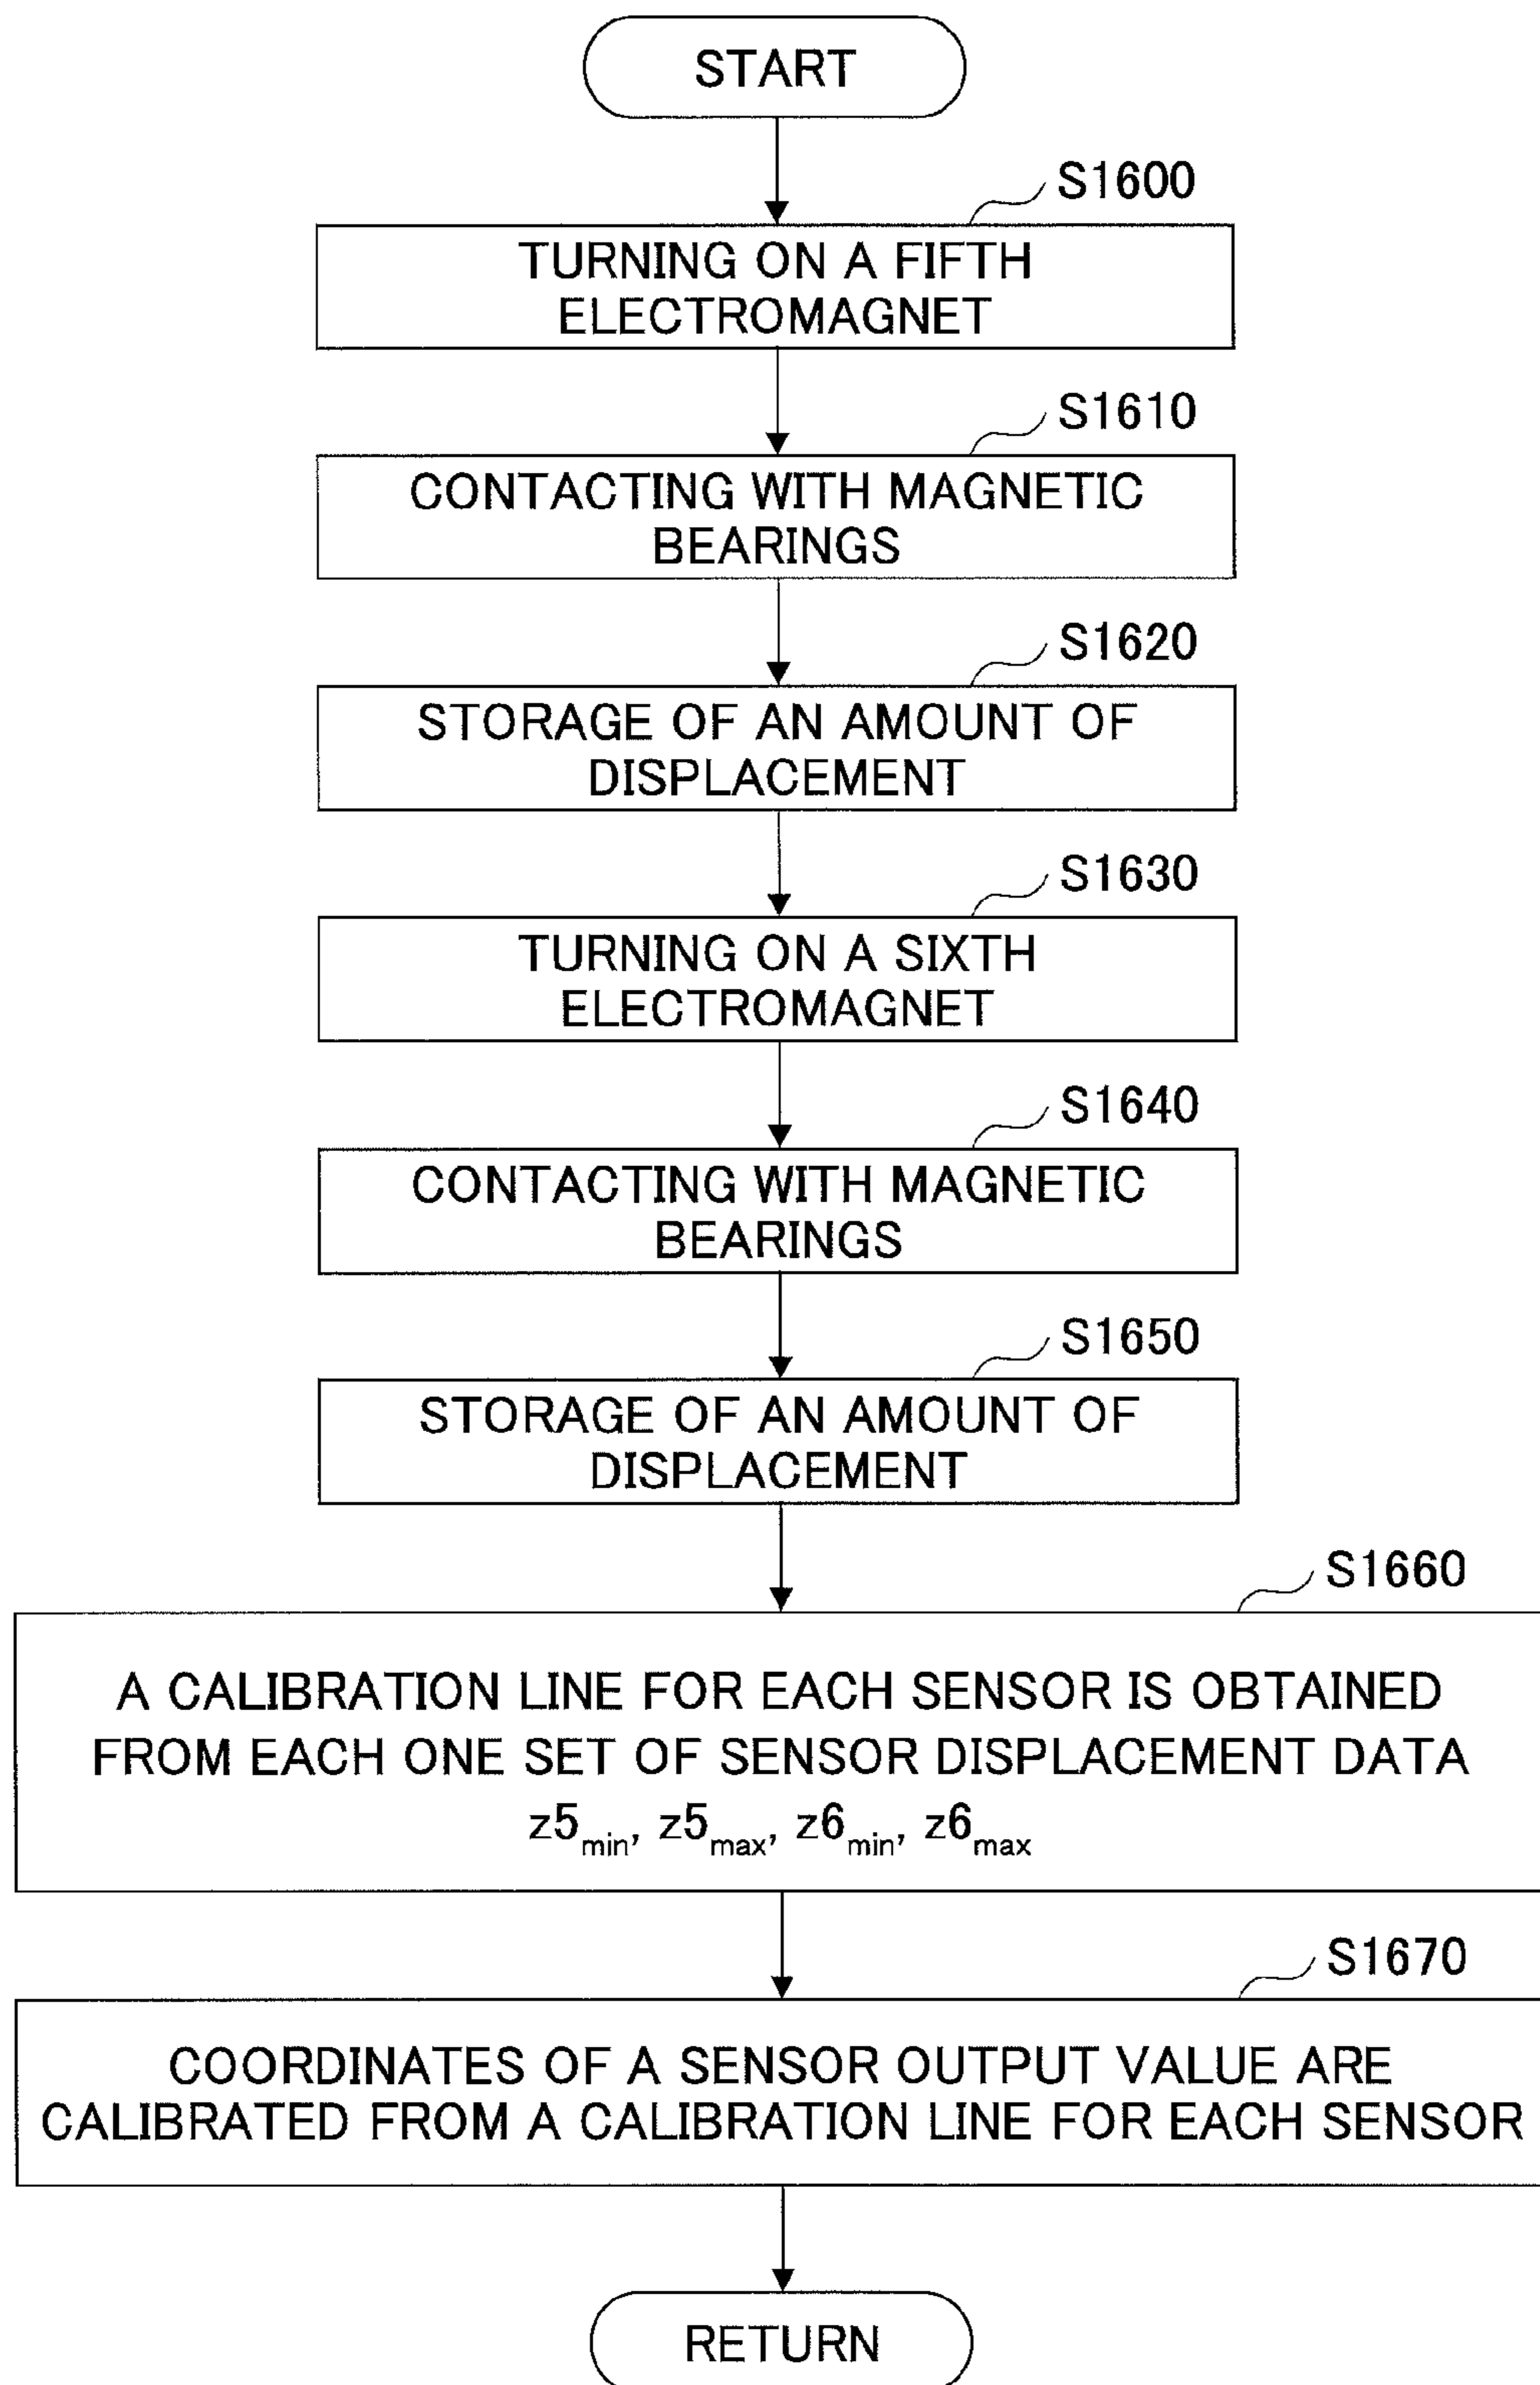 START
S1600
TURNING ON A FIFTH
ELECTROMAGNET
S1610
CONTACTING WITH MAGNETIC
BEARINGS
S1620
STORAGE OF AN AMOUNT OF
DISPLACEMENT
S1630
TURNING ON A SIXTH
ELECTROMAGNET
S1640
CONTACTING WITH MAGNETIC
BEARINGS
S1650
STORAGE OF AN AMOUNT OF
DISPLACEMENT
S1660
A CALIBRATION LINE FOR EACH SENSOR IS OBTAINED
FROM EACH ONE SET OF SENSOR DISPLACEMENT DATA
z5min, z5max, z6min, z6max
S1670
COORDINATES OF A SENSOR OUTPUT VALUE ARE
CALIBRATED FROM A CALIBRATION LINE FOR EACH SENSOR
RETURN